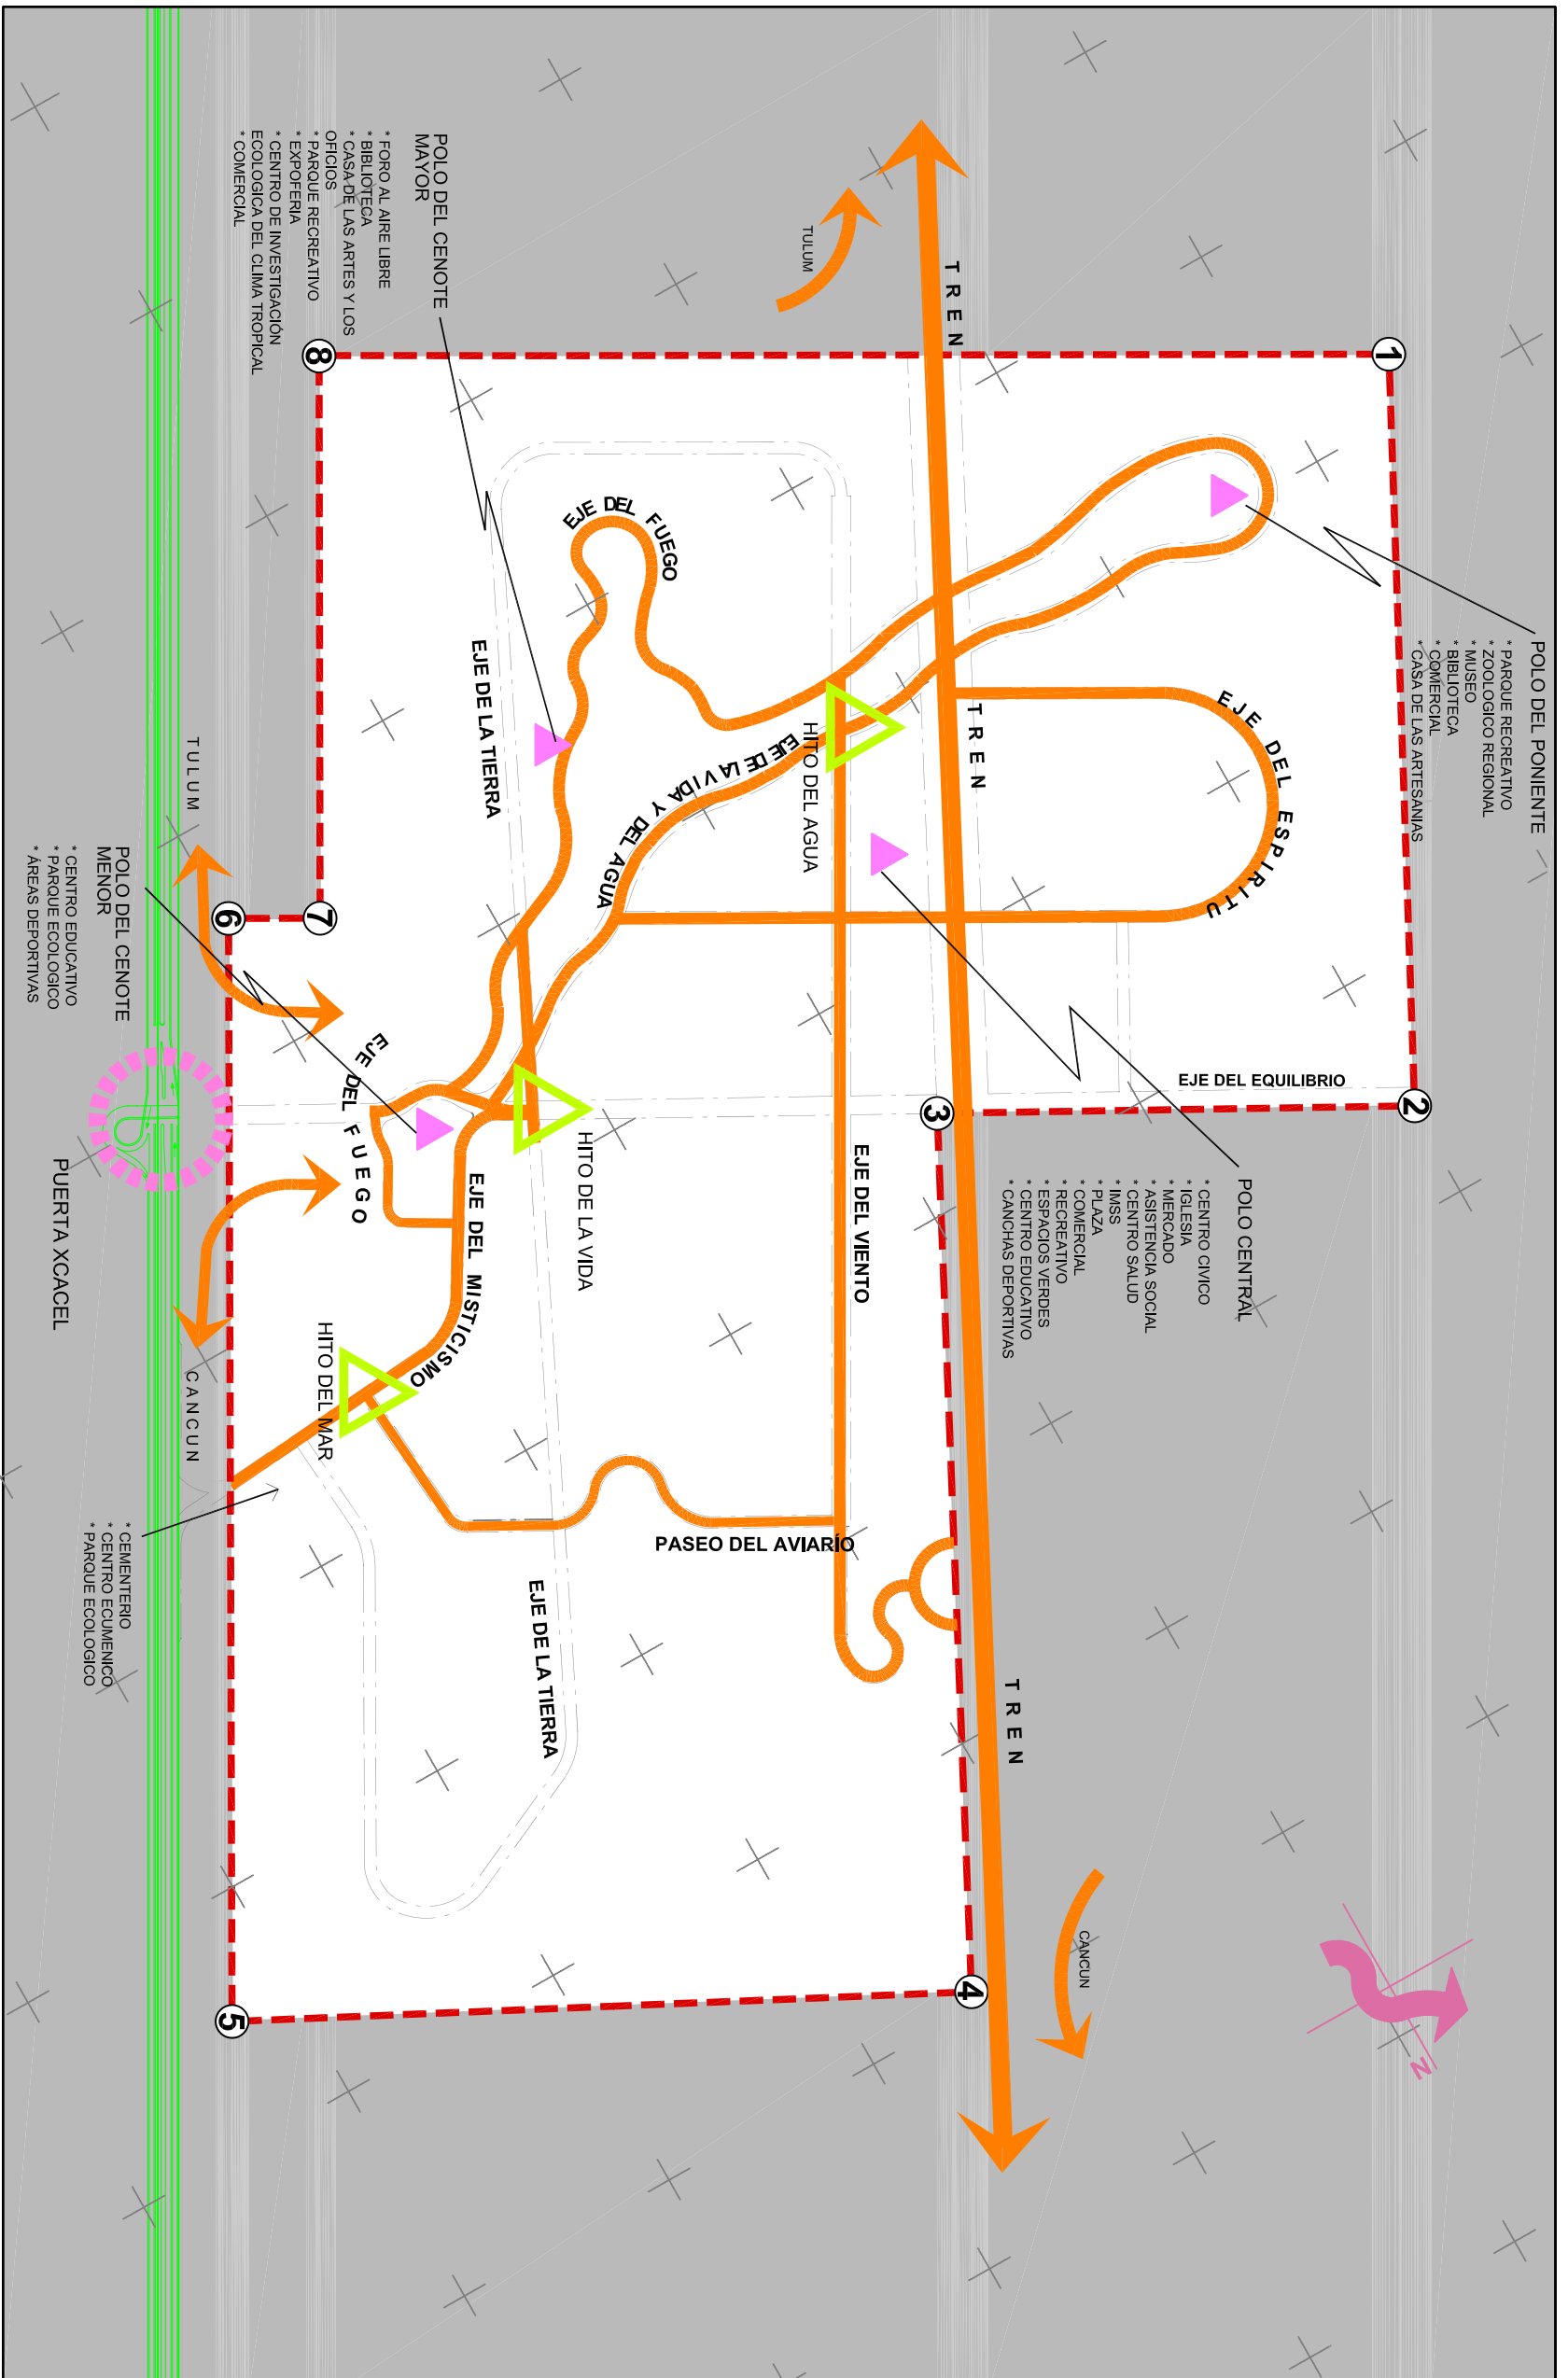 POLO DEL PONIENTE
* PARQUE RECREATIVO
* ZOOLOGICO REGIONAL
* MUSEO
* BIBLIOTECA
* COMERCIAL
* CASA DE LAS ARTESANIAS
1
2
EJE DEL ESPIRITU
EJE DEL EQUILIBRIO
POLO CENTRAL
* CENTRO CIVICO
* IGLESIA
* MERCADO
* ASISTENCIA SOCIAL
* CENTRO SALUD
* IMSS
* PLAZA
* COMERCIAL
* RECREATIVO
* ESPACIOS VERDES
* CENTRO EDUCATIVO
* CANCHAS DEPORTIVAS
N
CANCUN
TREN
TREN
TREN
3
4
TULUM
HITO DEL AGUA
EJE DEL VIENTO
PASEO DEL AVIARÍO
EJE DE LA VIDA Y DEL AGUA
EJE DEL FUEGO
HITO DE LA VIDA
EJE DE LA TIERRA
EJE DE LA TIERRA
EJE DEL MISTICISMO
POLO DEL CENOTE
MAYOR
* FORO AL AIRE LIBRE
* BIBLIOTECA
* CASA DE LAS ARTES Y LOS
OFICIOS
* PARQUE RECREATIVO
* EXPOFERIA
* CENTRO DE INVESTIGACIÓN
ECOLOGICA DEL CLIMA TROPICAL
* COMERCIAL
EJE DEL FUEGO
HITO DEL MAR
8
7
6
5
TULUM
CANCUN
POLO DEL CENOTE
MENOR
* CENTRO EDUCATIVO
* PARQUE ECOLOGICO
* ÁREAS DEPORTIVAS
PUERTA XCACEL
* CEMENTERIO
* CENTRO ECUMENICO
* PARQUE ECOLOGICO